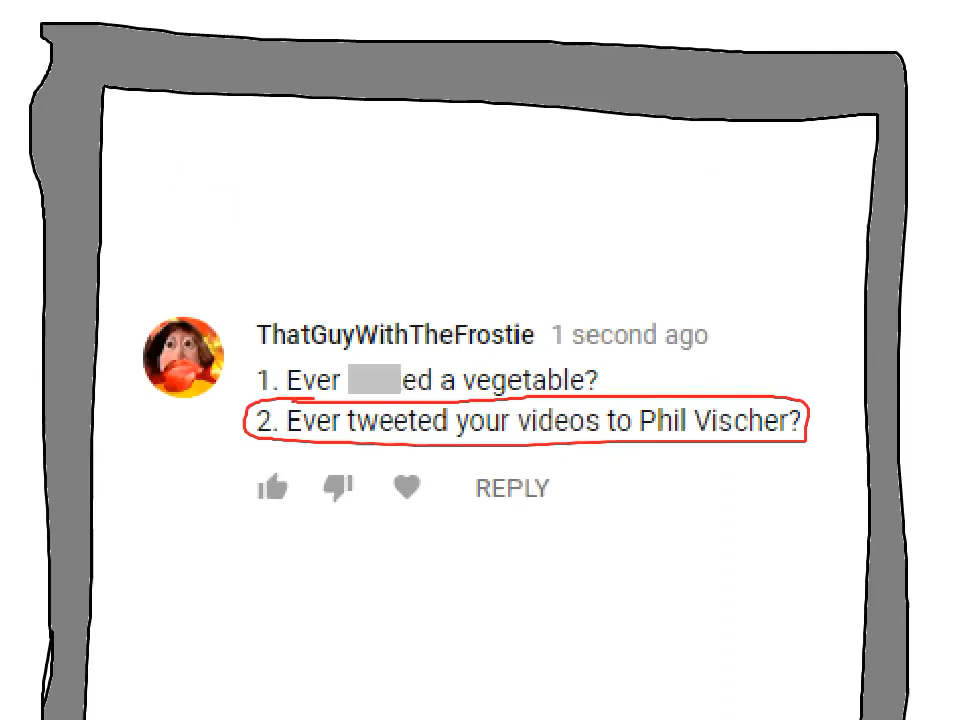 ThatGuyWithTheFrostie 1 second ago
1. Ever ed a vegetable?
2. Ever tweeted your videos to Phil Vischer?
REPLY